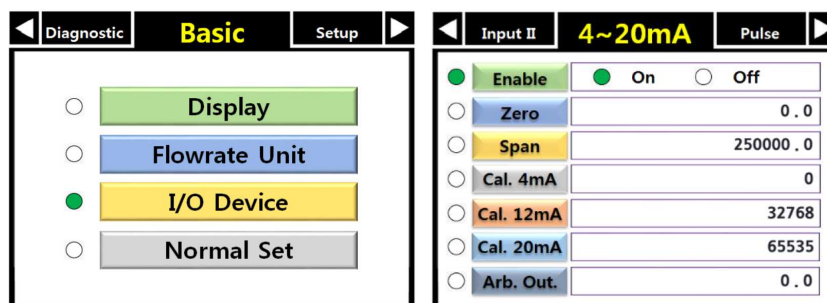 Diagnostic Basic Setup
Display
Flowrate Unit
I/O Device
Normal Set
Input II 4~20mA Pulse
Enable On Off
Zero 0.0
Span 250000.0
Cal. 4mA 0
Cal. 12mA 32768
Cal. 20mA 65535
Arb. Out. 0.0